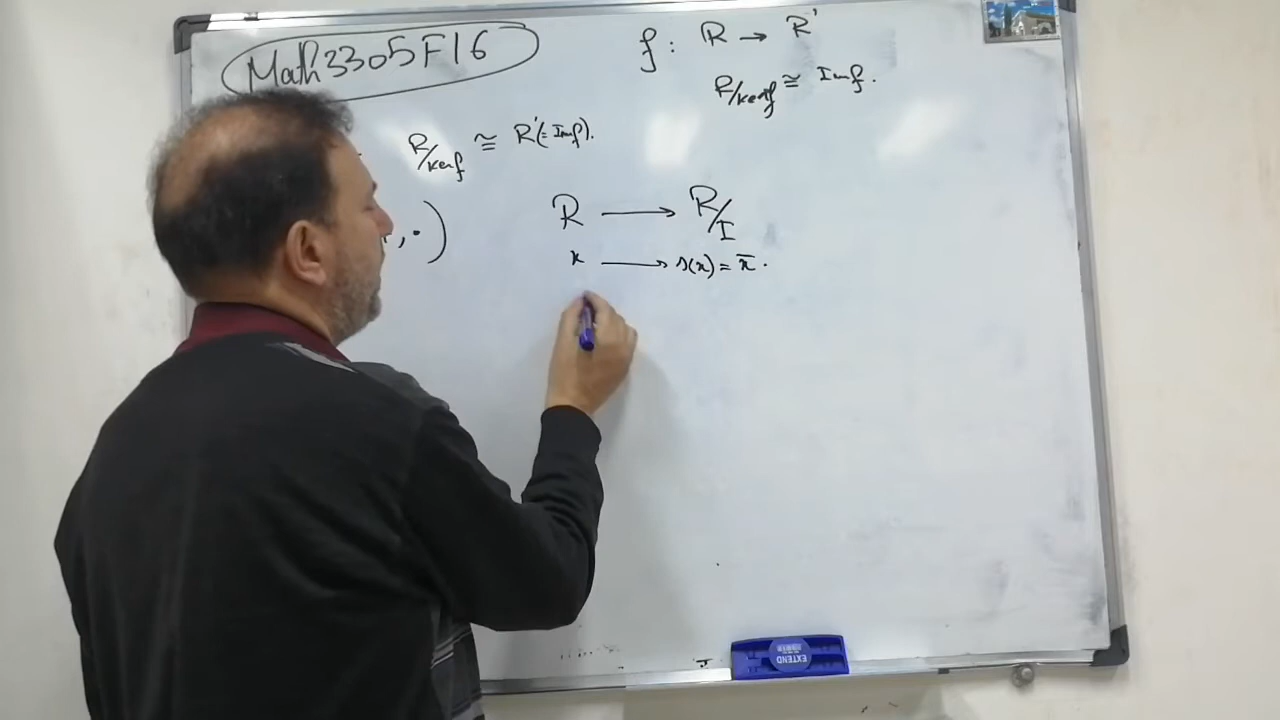 Math3305F16
f: R → R'
R/kerf ≅ Imf.
R/kerf ≅ R'(=Imf).
R → R/I
, ·)
x → s(x) = x̄.
EXTEND